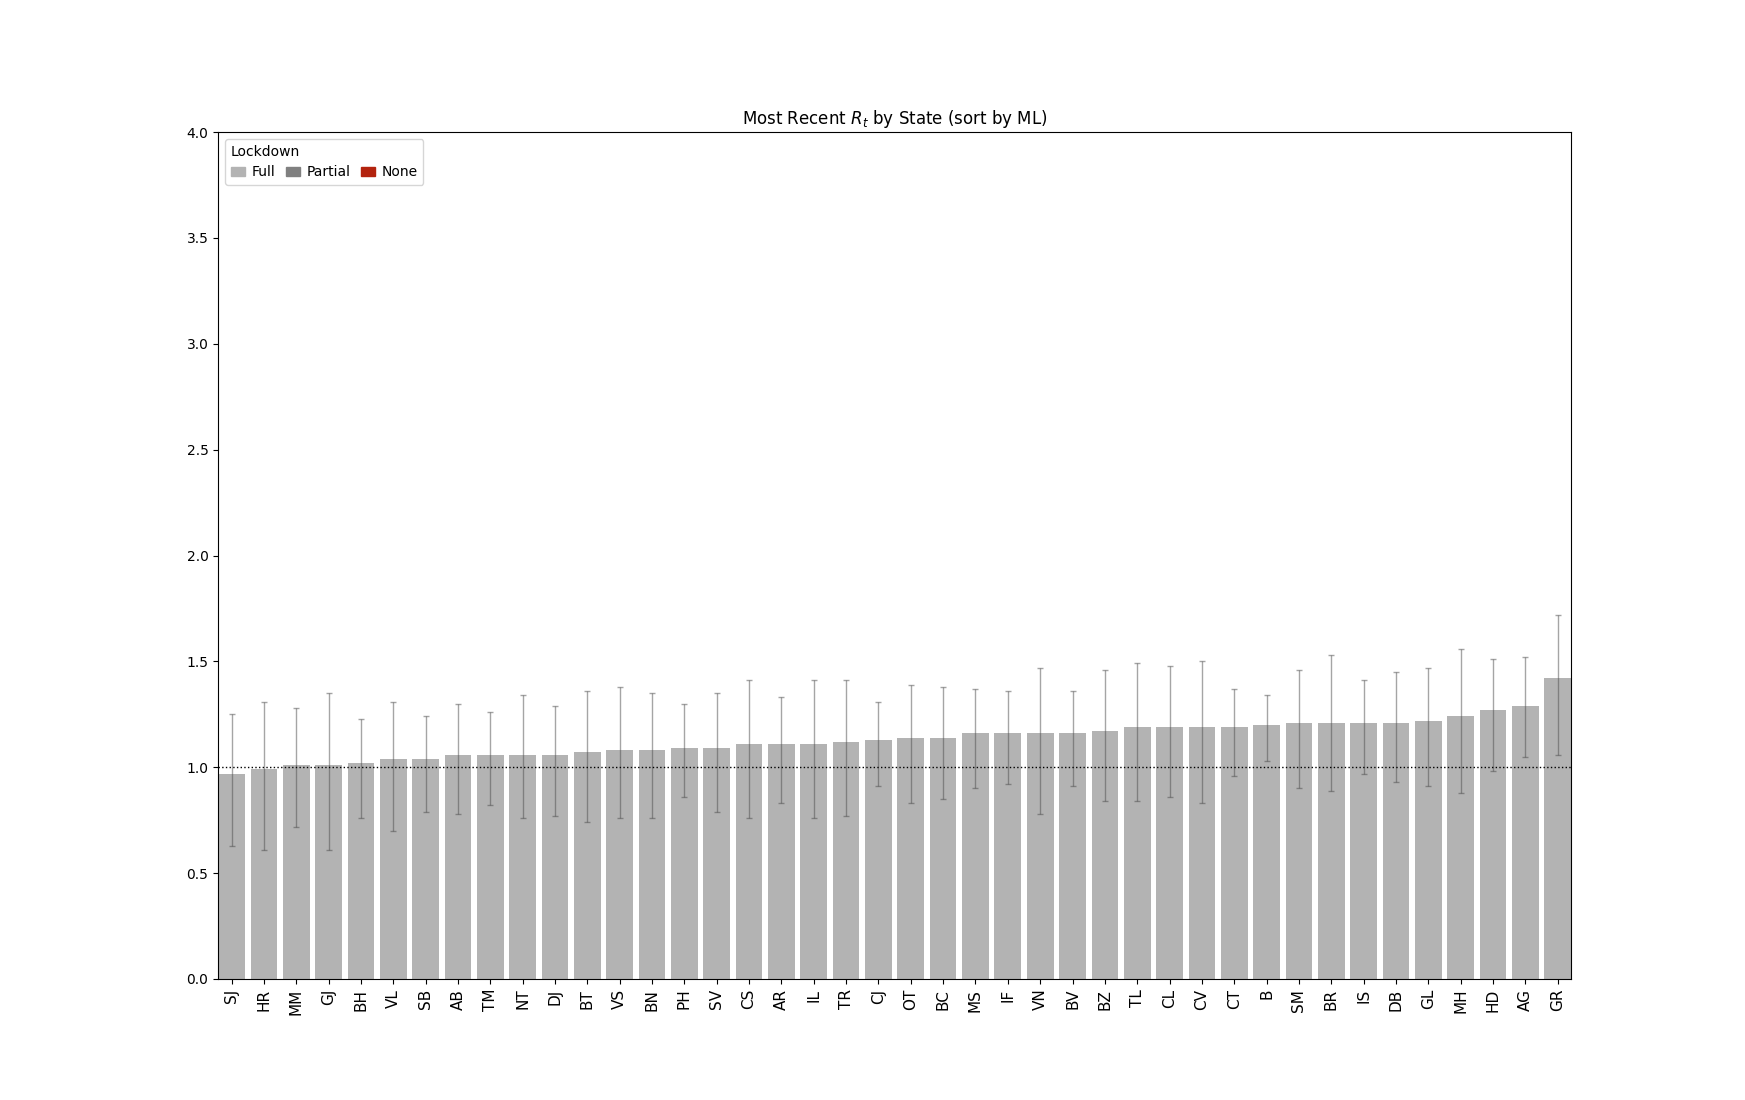 Most Recent Rt by State (sort by ML)
Lockdown
Full Partial None
4.0
3.5
3.0
2.5
2.0
1.5
1.0
0.5
0.0
SJ HR MM GJ BH VL SB AB TM NT DJ BT VS BN PH SV CS AR IL TR CJ OT BC MS IF VN BV BZ TL CL CV CT B SM BR IS DB GL MH HD AG GR